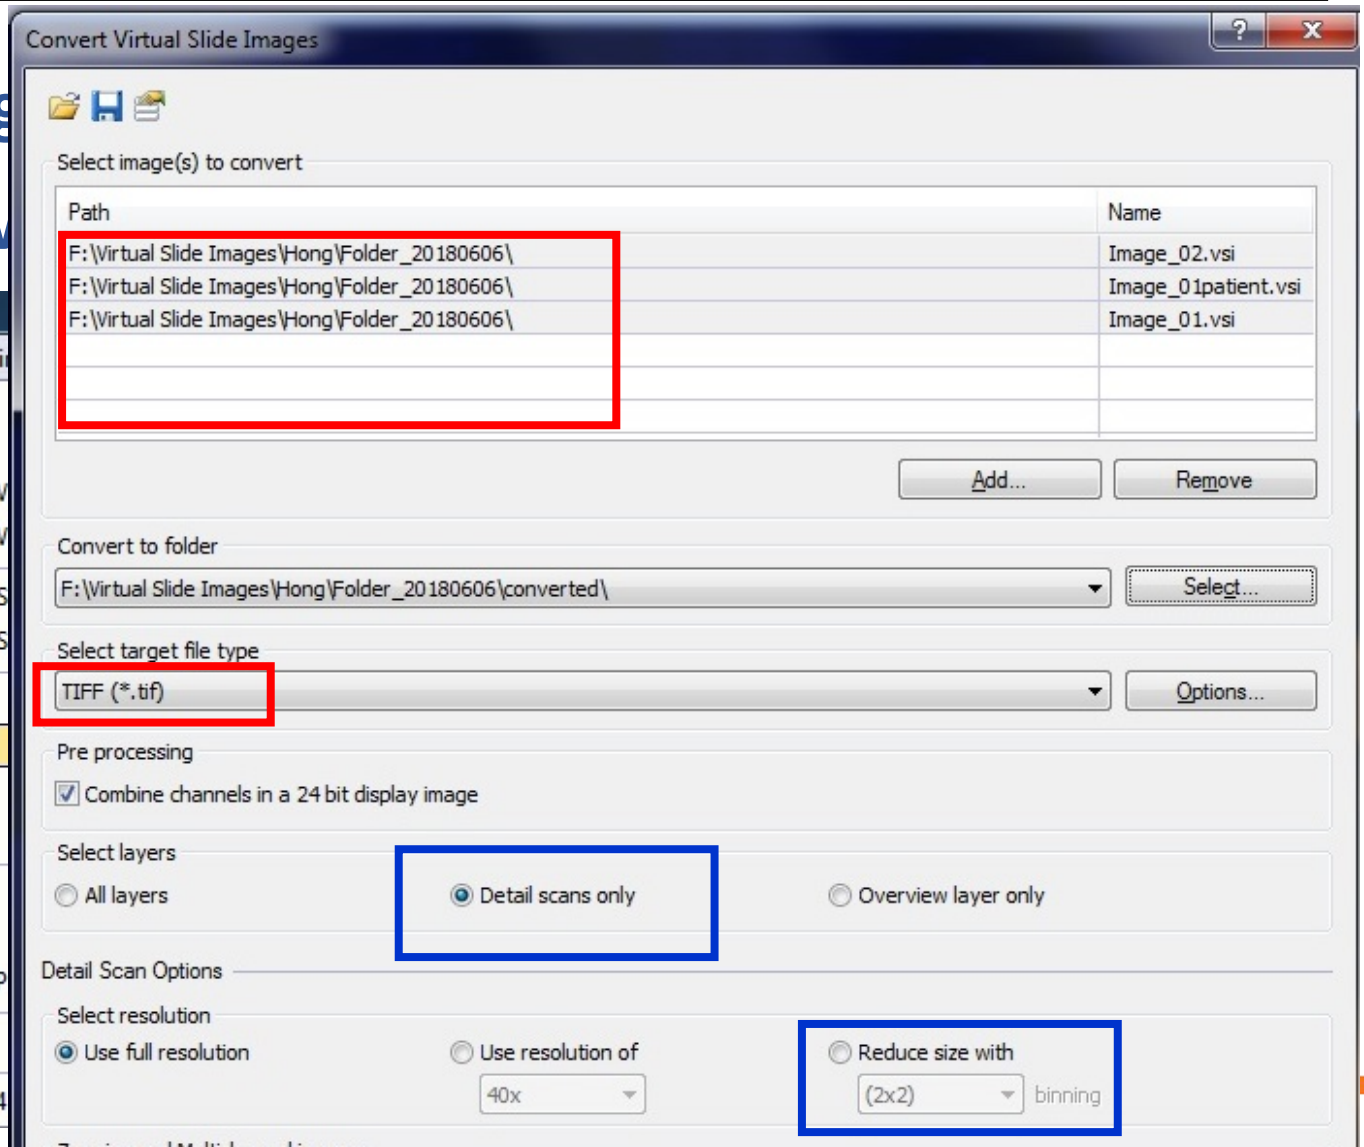 Convert Virtual Slide Images
Select image(s) to convert
Path Name
F:\Virtual Slide Images\Hong\Folder_20180606\ Image_02.vsi
F:\Virtual Slide Images\Hong\Folder_20180606\ Image_01patient.vsi
F:\Virtual Slide Images\Hong\Folder_20180606\ Image_01.vsi
Add... Remove
Convert to folder
F:\Virtual Slide Images\Hong\Folder_20180606\converted\ Select...
Select target file type
TIFF (*.tif) Options...
Pre processing
Combine channels in a 24 bit display image
Select layers
All layers Detail scans only Overview layer only
Detail Scan Options
Select resolution
Use full resolution Use resolution of Reduce size with
40x (2x2) binning